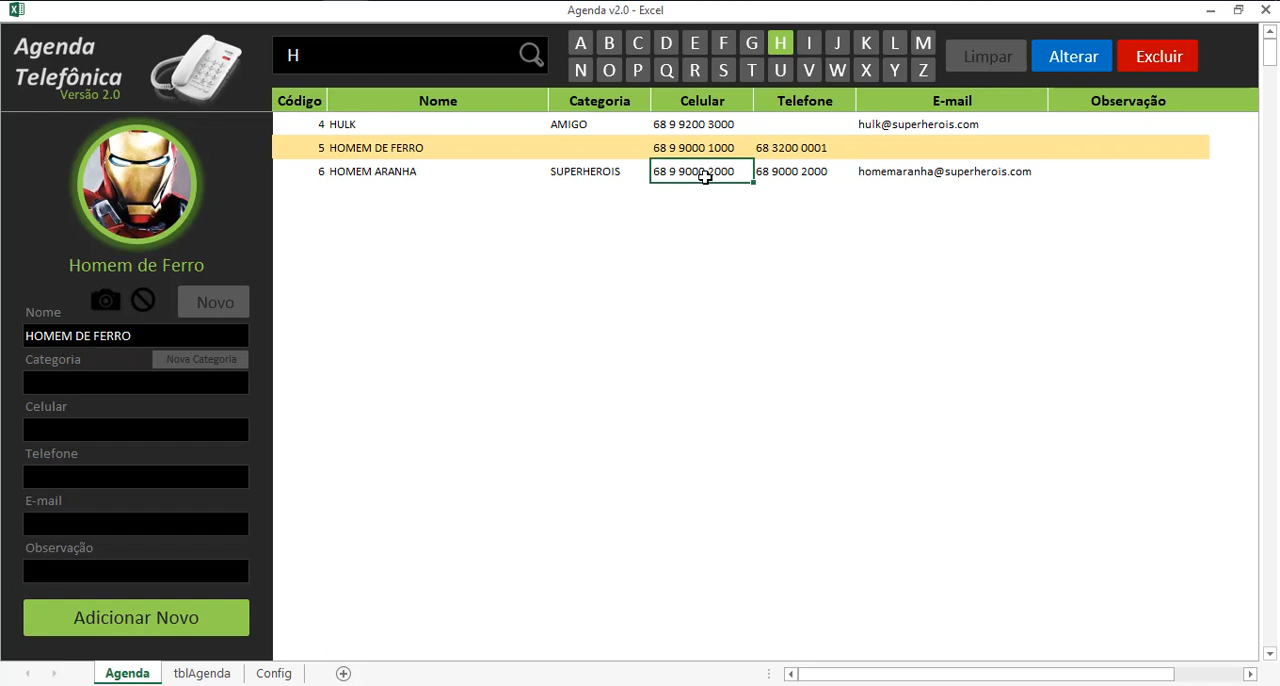 Agenda v2.0 - Excel
Agenda
Telefônica
Versão 2.0
H
A B C D E F G H I J K L M
N O P Q R S T U V W X Y Z
Limpar Alterar Excluir
Código Nome Categoria Celular Telefone E-mail Observação
4 HULK AMIGO 68 9 9200 3000 hulk@superherois.com
5 HOMEM DE FERRO 68 9 9000 1000 68 3200 0001
6 HOMEM ARANHA SUPERHEROIS 68 9 9000 2000 68 9000 2000 homemaranha@superherois.com
Homem de Ferro
Novo
Nome
HOMEM DE FERRO
Categoria Nova Categoria
Celular
Telefone
E-mail
Observação
Adicionar Novo
Agenda tblAgenda Config